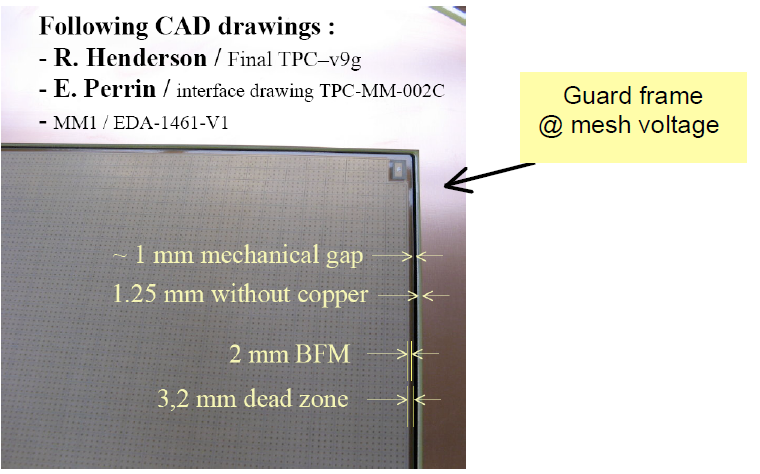 Following CAD drawings :
- R. Henderson / Final TPC–v9g
- E. Perrin / interface drawing TPC-MM-002C
- MM1 / EDA-1461-V1
Guard frame
@ mesh voltage
~ 1 mm mechanical gap
1.25 mm without copper
2 mm BFM
3,2 mm dead zone